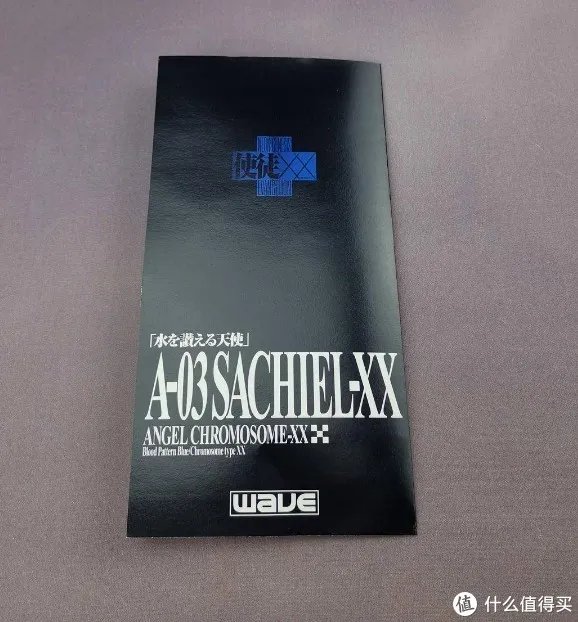 使徒XX
「水を讃える天使」
A-03 SACHIEL-XX
ANGEL CHROMOSOME-XX
Blood Pattern Blue:Chromosome type XX
WAVE
值 什么值得买